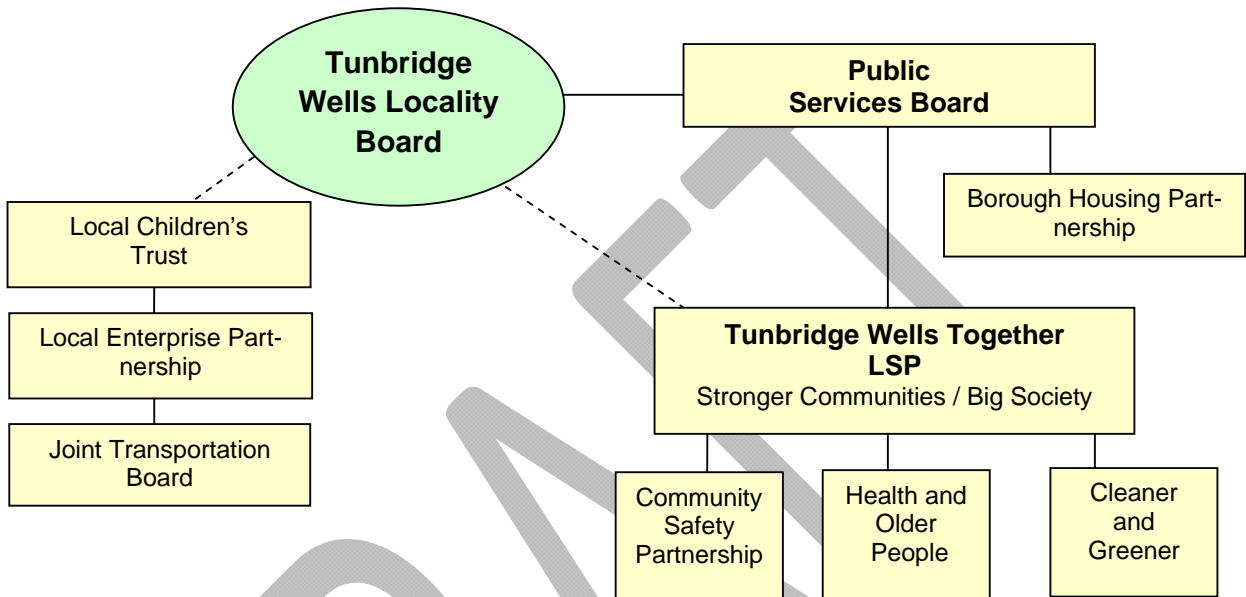 Tunbridge
Wells Locality
Board
Public
Services Board
Borough Housing Part-
nership
Local Children's
Trust
Local Enterprise Part-
nership
Joint Transportation
Board
Tunbridge Wells Together
LSP
Stronger Communities / Big Society
Community
Safety
Partnership
Health and
Older
People
Cleaner
and
Greener
DRAFT